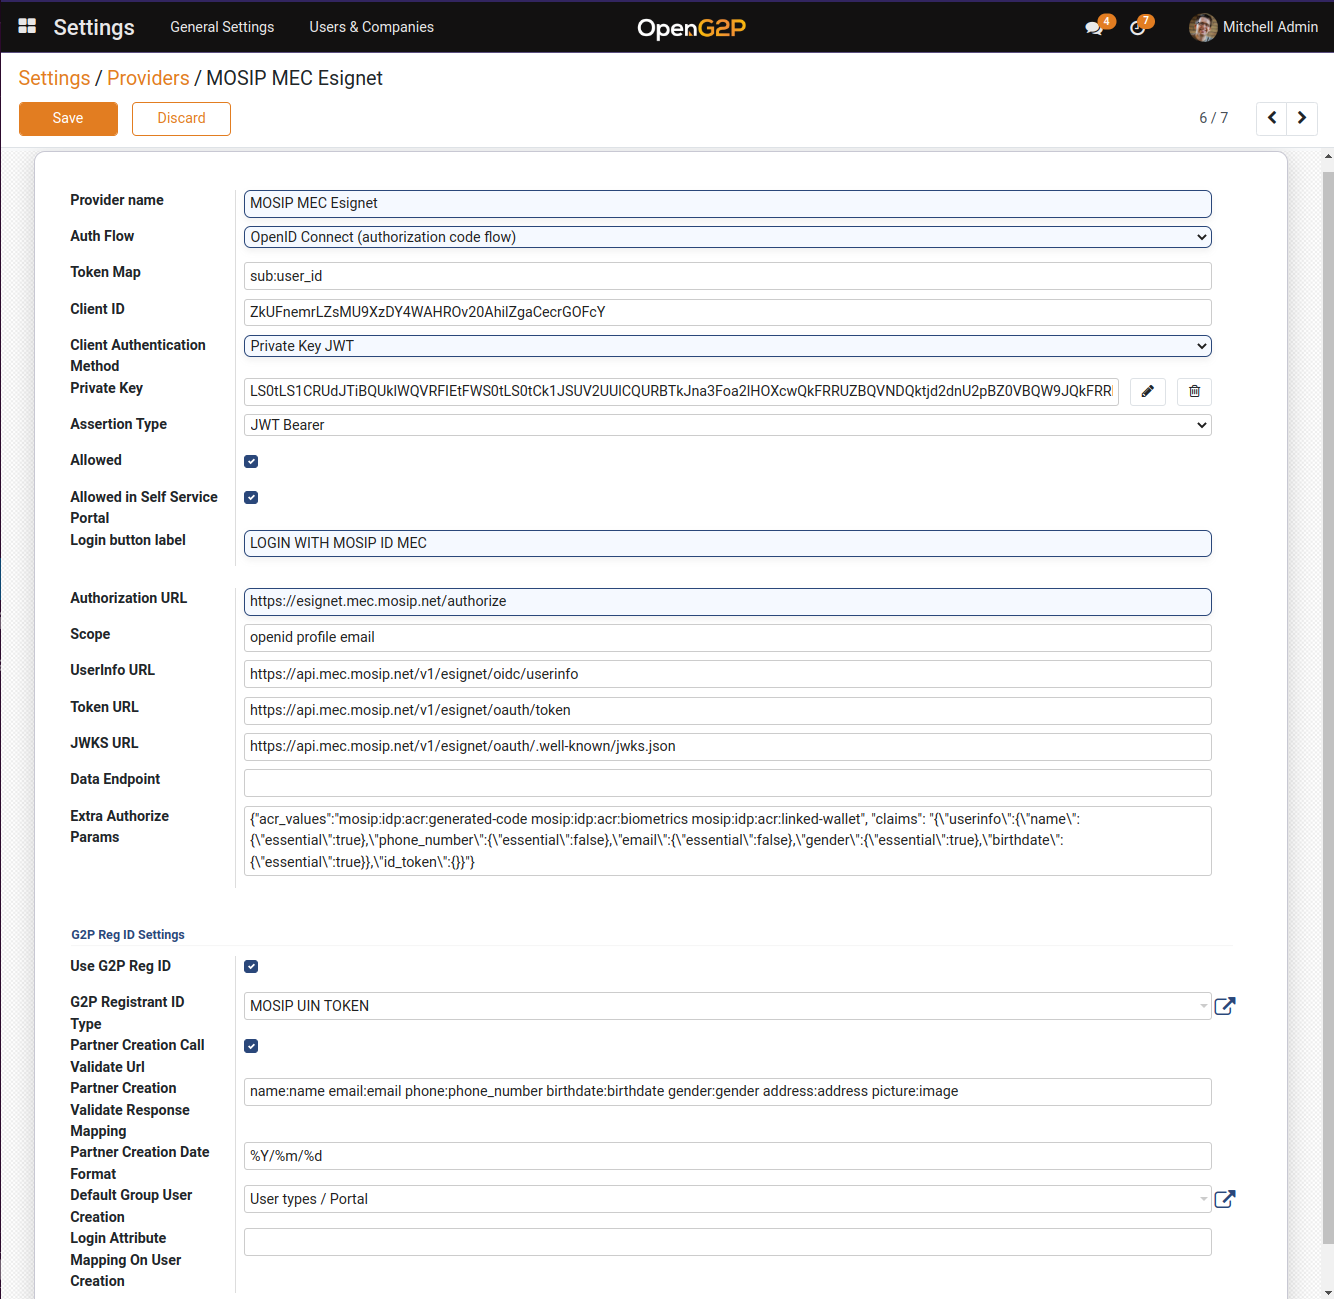 Settings General Settings Users & Companies OpenG2P 4 7 Mitchell Admin
Settings / Providers / MOSIP MEC Esignet
Save Discard 6 / 7
Provider name MOSIP MEC Esignet
Auth Flow OpenID Connect (authorization code flow)
Token Map sub:user_id
Client ID ZkUFnemrLZsMU9XzDY4WAHROv20AhilZgaCecrGOFcY
Client Authentication Private Key JWT
Method
Private Key
Assertion Type JWT Bearer
Allowed
Allowed in Self Service
Portal
Login button label LOGIN WITH MOSIP ID MEC
Authorization URL https://esignet.mec.mosip.net/authorize
Scope openid profile email
UserInfo URL https://api.mec.mosip.net/v1/esignet/oidc/userinfo
Token URL https://api.mec.mosip.net/v1/esignet/oauth/token
JWKS URL https://api.mec.mosip.net/v1/esignet/oauth/.well-known/jwks.json
Data Endpoint
Extra Authorize {"acr_values":"mosip:idp:acr:generated-code mosip:idp:acr:biometrics mosip:idp:acr:linked-wallet", "claims": "{\"userinfo\":{\"name\":
Params {\"essential\":true},\"phone_number\":{\"essential\":false},\"email\":{\"essential\":false},\"gender\":{\"essential\":true},\"birthdate\":
{\"essential\":true}},\"id_token\":{}}"}
G2P Reg ID Settings
Use G2P Reg ID
G2P Registrant ID MOSIP UIN TOKEN
Type
Partner Creation Call
Validate Url
Partner Creation name:name email:email phone:phone_number birthdate:birthdate gender:gender address:address picture:image
Validate Response
Mapping
Partner Creation Date %Y/%m/%d
Format
Default Group User User types / Portal
Creation
Login Attribute
Mapping On User
Creation